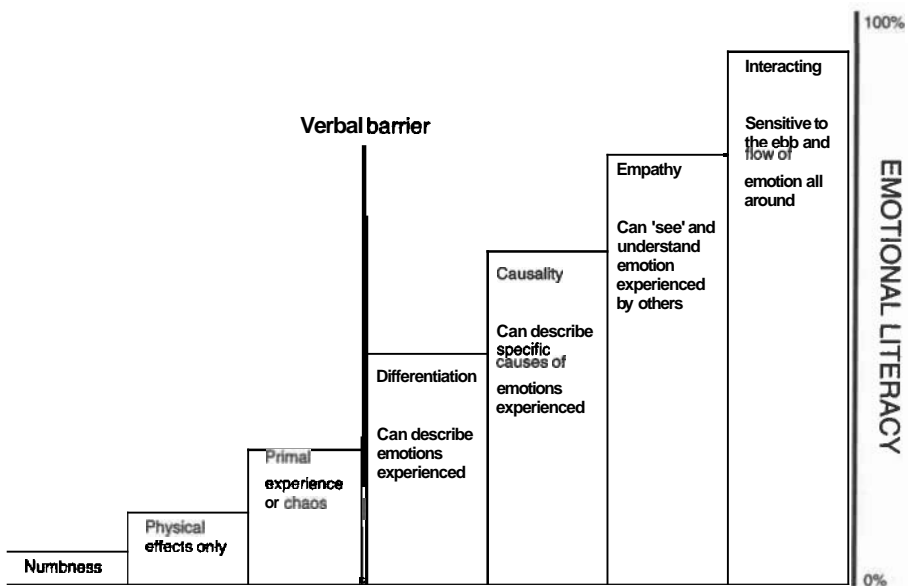 100%
Interacting
Sensitive to
the ebb and
flow of
emotion all
around
Verbal barrier
Empathy
Can 'see' and
understand
emotion
experienced
by others
Causality
Can describe
specific
causes of
emotions
experienced
Differentiation
Can describe
emotions
experienced
Primal
experience
or chaos
Physical
effects only
Numbness
EMOTIONAL LITERACY
0%